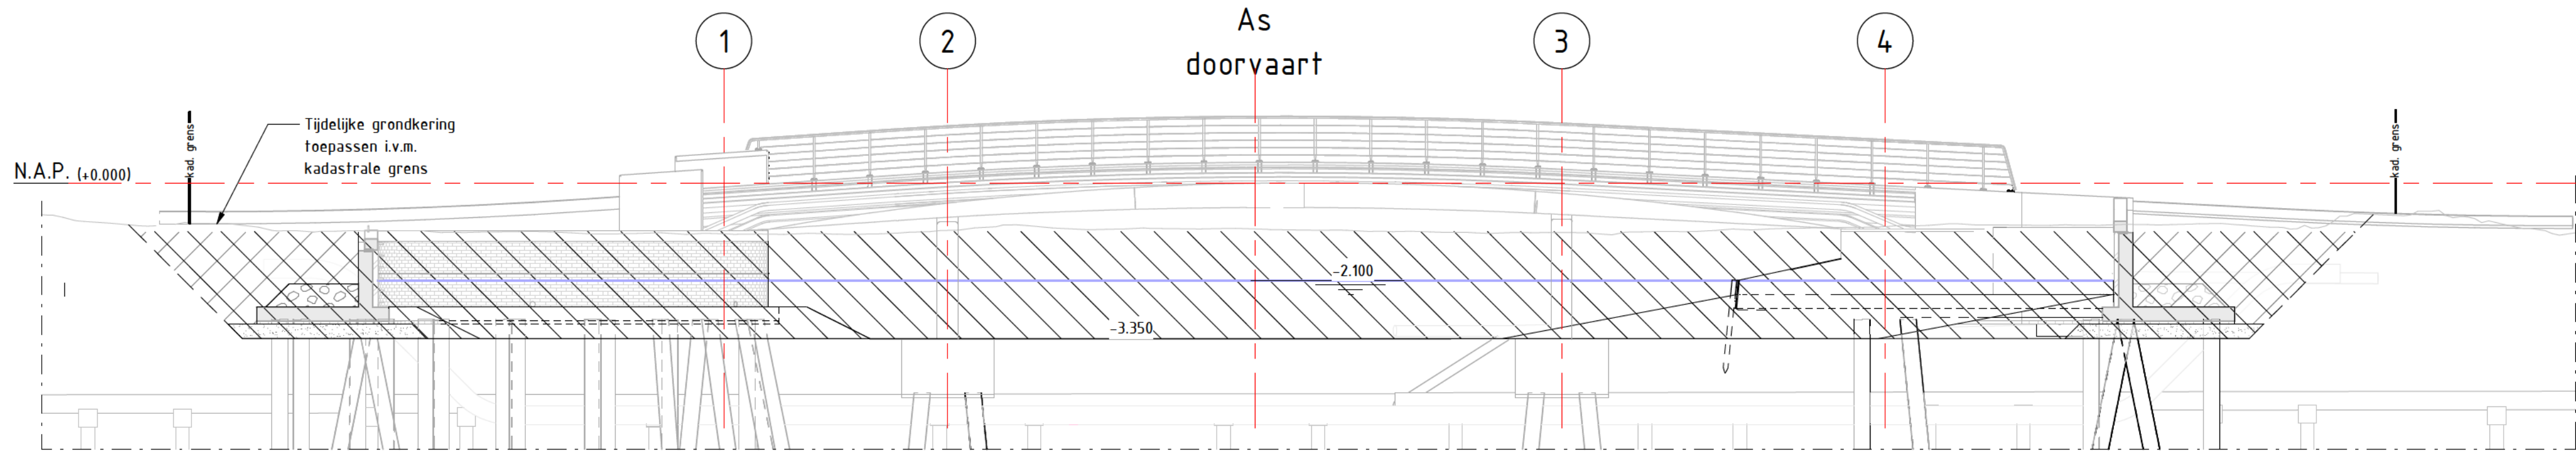 As
doorvaart
1
2
3
4
kad. grens
Tijdelijke grondkering
toepassen i.v.m.
kadastrale grens
kad. grens
N.A.P. (+0.000)
-2.100
-3.350